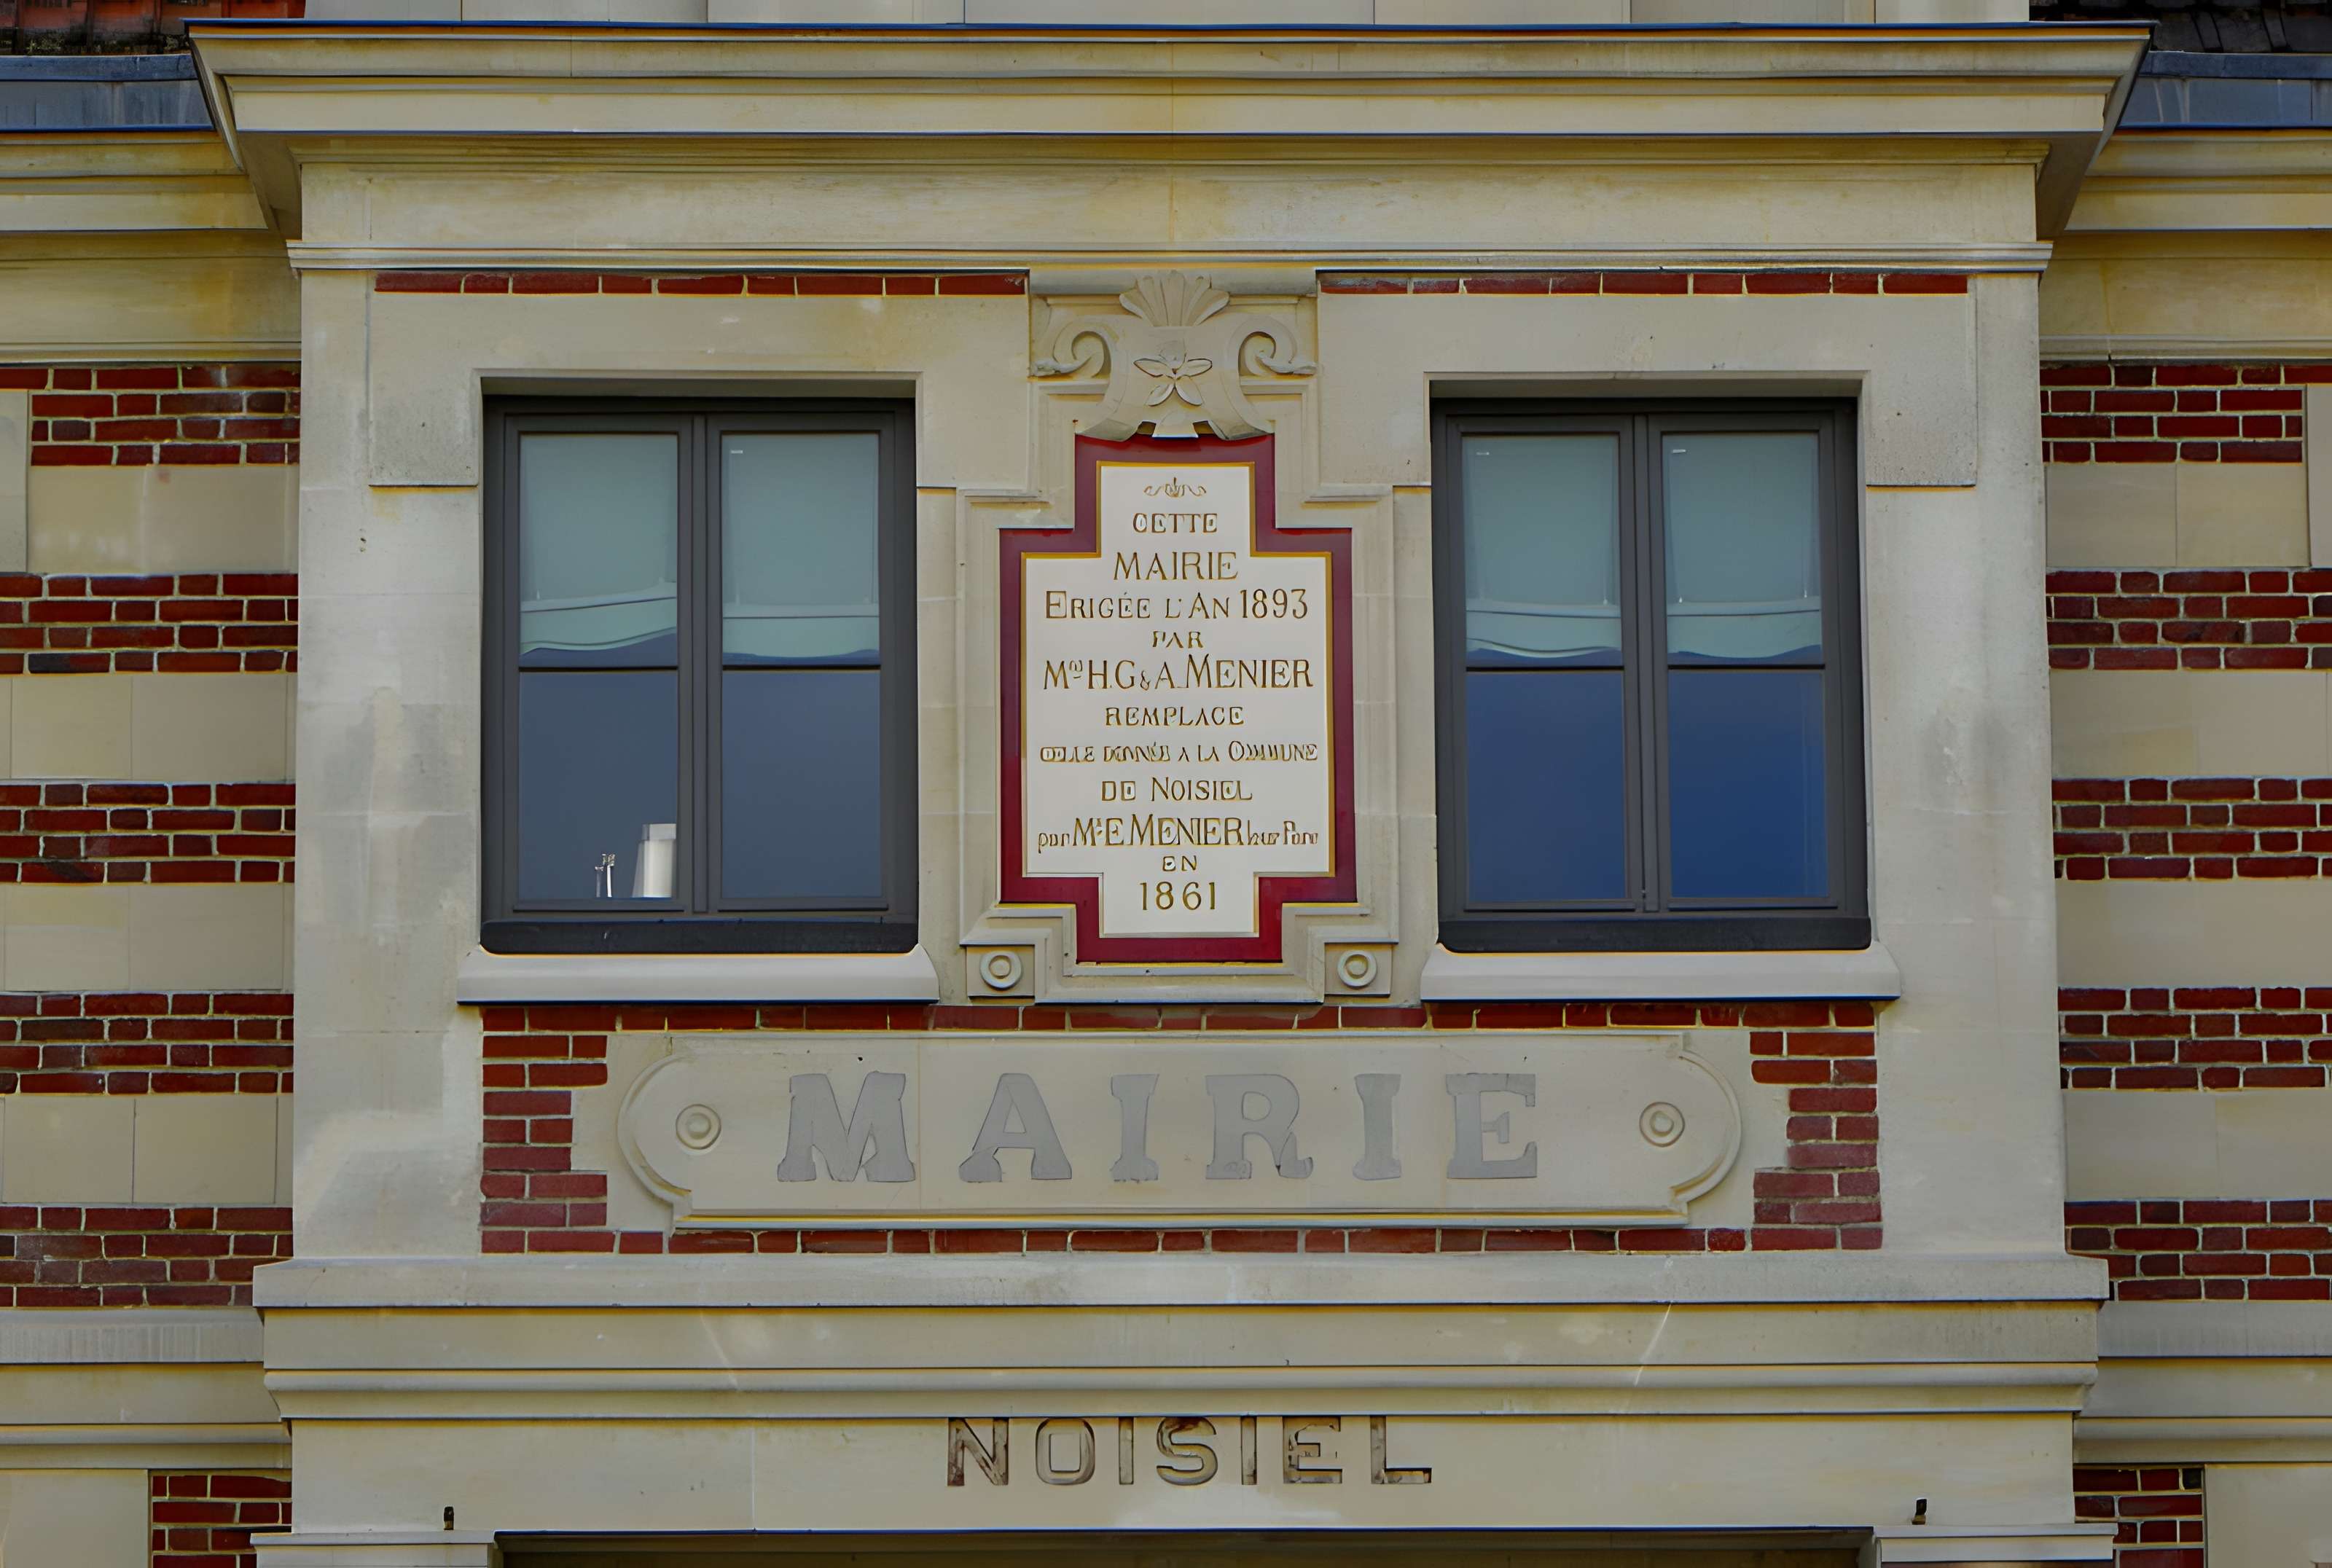 CETTE
MAIRIE
ERIGÉE L'AN 1893
PAR
Mrs H.G & A. MENIER
REMPLACE
CELLE DONNÉE A LA COMMUNE
DE NOISIEL
par Mr E. MENIER leur Père
EN
1861
MAIRIE
NOISIEL